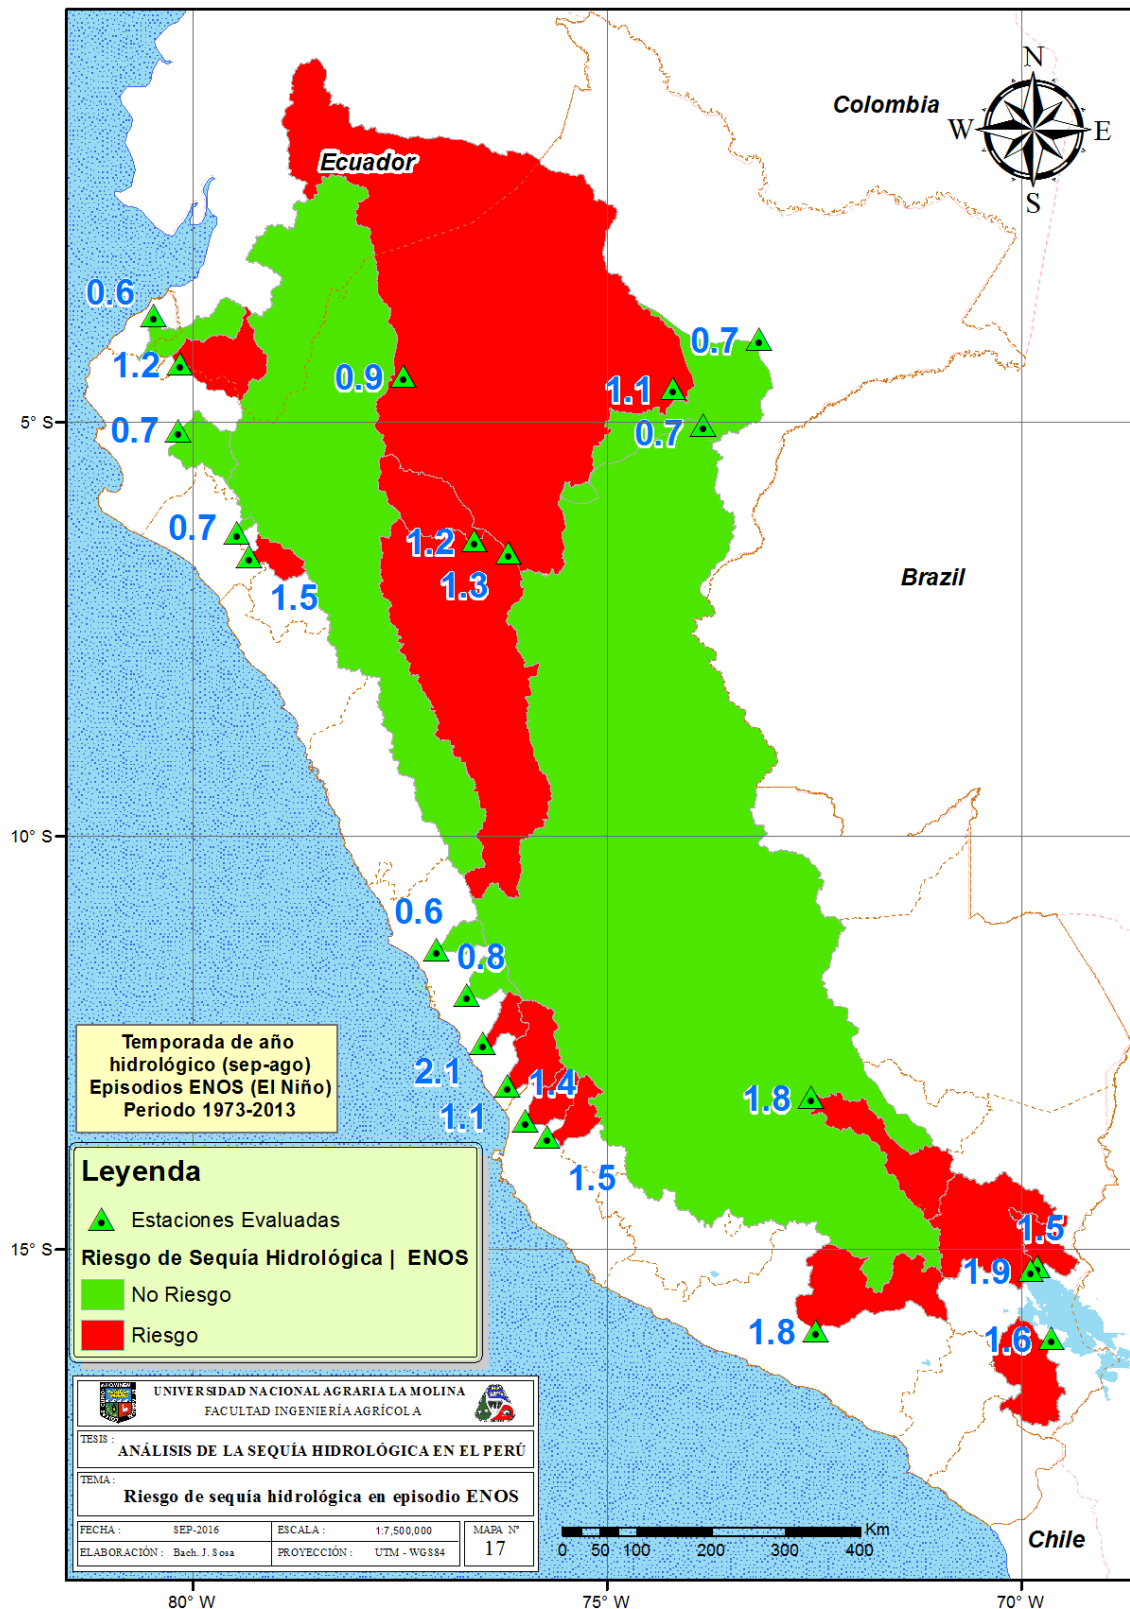 N
W
E
S
Colombia
Ecuador
0.6
1.2
0.9
0.7
1.1
0.7
5° S
0.7
0.7
1.2
1.3
1.5
Brazil
10° S
0.6
0.8
Temporada de año
hidrológico (sep-ago)
Episodios ENOS (El Niño)
Periodo 1973-2013
2.1
1.4
1.1
1.8
1.5
Leyenda
Estaciones Evaluadas
Riesgo de Sequía Hidrológica | ENOS
No Riesgo
Riesgo
15° S
1.5
1.9
1.8
1.6
UNIVERSIDAD NACIONAL AGRARIA LA MOLINA
FACULTAD INGENIERÍA AGRÍCOLA
TESIS :
ANÁLISIS DE LA SEQUÍA HIDROLÓGICA EN EL PERÚ
TEMA :
Riesgo de sequía hidrológica en episodio ENOS
FECHA : SEP-2016 ESCALA : 1:7,500,000 MAPA N°
ELABORACIÓN : Bach. J. Sosa PROYECCIÓN : UTM - WGS84 17
Km
0 50 100 200 300 400
Chile
80° W
75° W
70° W